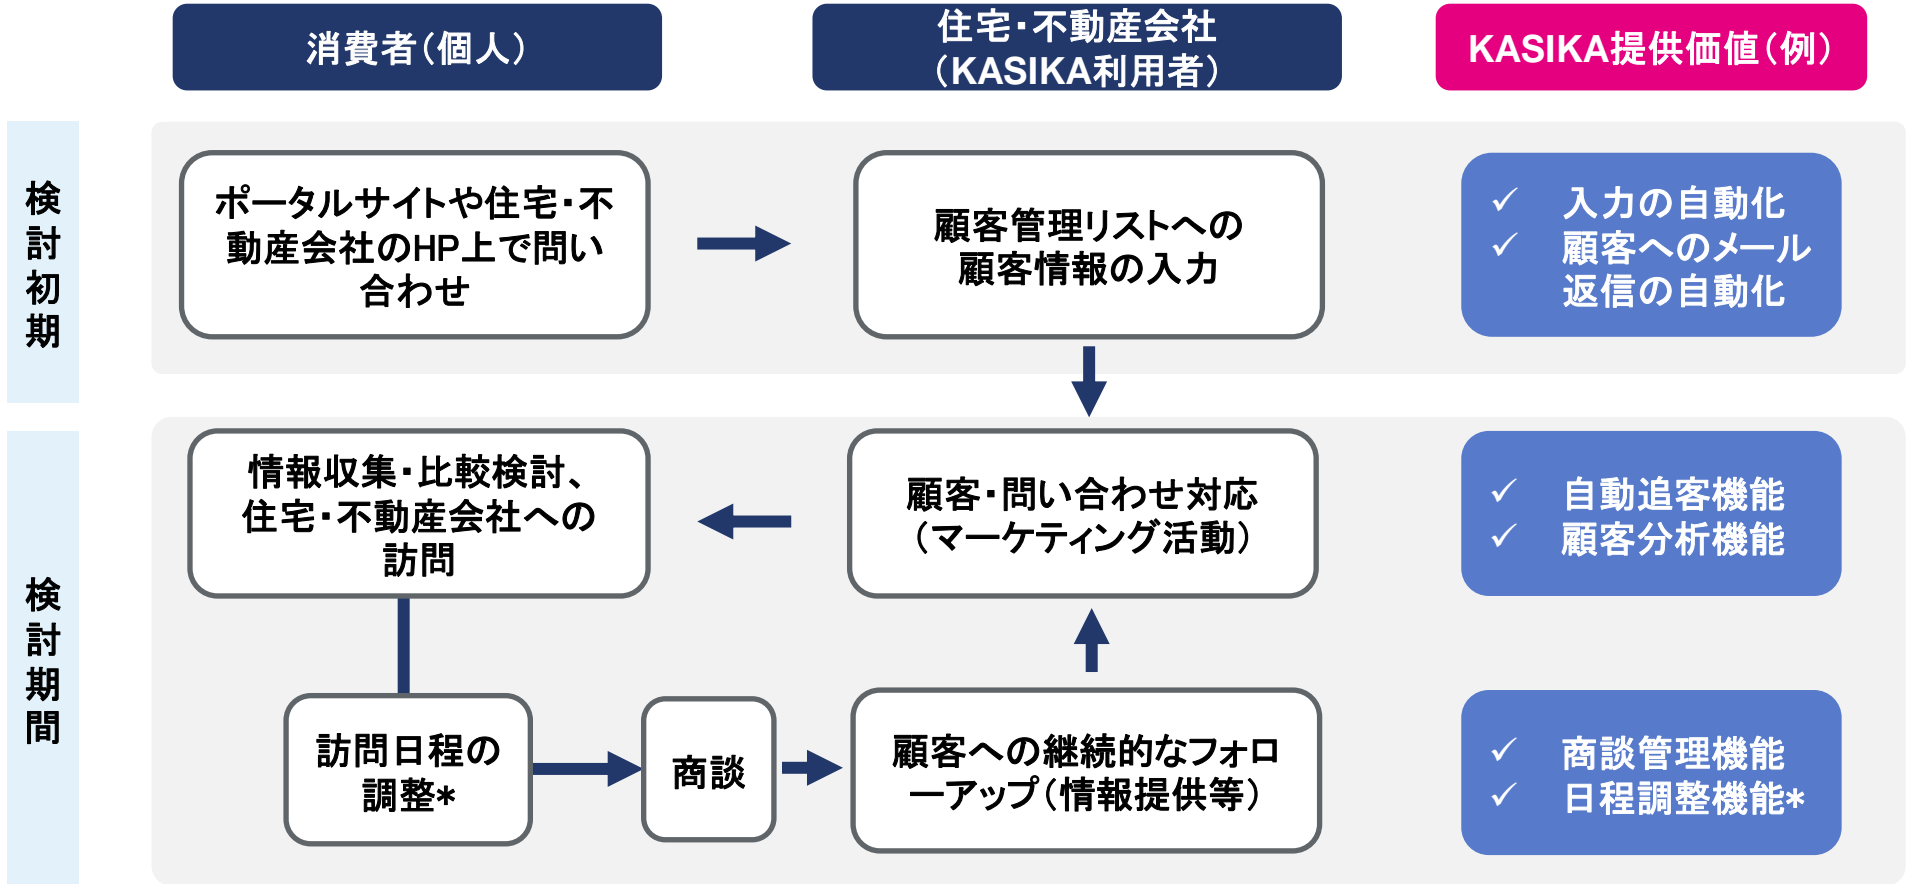 消費者(個人)
住宅・不動産会社
(KASIKA利用者)
KASIKA提供価値(例)
検討初期
ポータルサイトや住宅・不
動産会社のHP上で問い
合わせ
顧客管理リストへの
顧客情報の入力
✓ 入力の自動化
✓ 顧客へのメール
返信の自動化
検討期間
情報収集・比較検討、
住宅・不動産会社への
訪問
顧客・問い合わせ対応
(マーケティング活動)
✓ 自動追客機能
✓ 顧客分析機能
訪問日程の
調整*
商談
顧客への継続的なフォロ
ーアップ(情報提供等)
✓ 商談管理機能
✓ 日程調整機能*